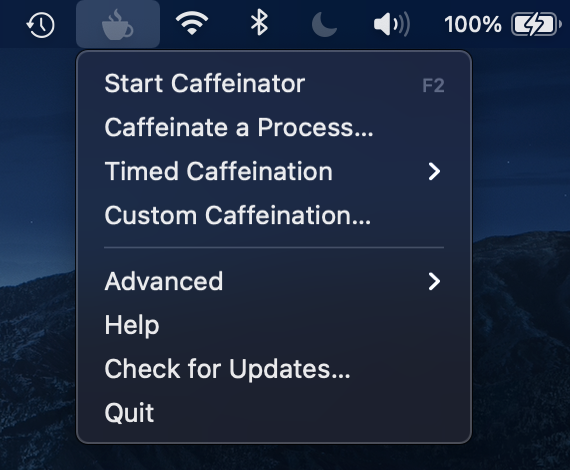 100%
Start Caffeinator F2
Caffeinate a Process...
Timed Caffeination
Custom Caffeination...
Advanced
Help
Check for Updates...
Quit